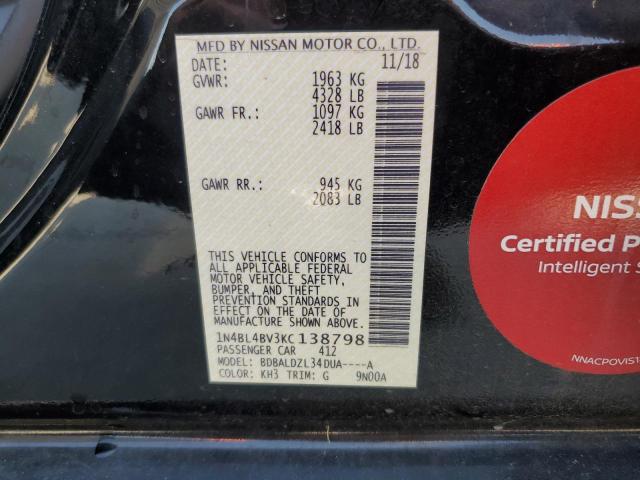 MFD BY NISSAN MOTOR CO., LTD.
DATE: 11/18
GVWR: 1963 KG
4328 LB
GAWR FR.: 1097 KG
2418 LB
GAWR RR.: 945 KG
2083 LB
THIS VEHICLE CONFORMS TO
ALL APPLICABLE FEDERAL
MOTOR VEHICLE SAFETY,
BUMPER, AND THEFT
PREVENTION STANDARDS IN
EFFECT ON THE DATE OF
MANUFACTURE SHOWN ABOVE.
1N4BL4BV3KC138798
PASSENGER CAR 412
MODEL: BDBALDZL34DUA----A
COLOR: KH3 TRIM: G 9N00A
NISS
Certified P
Intelligent S
NNACPOVIS1